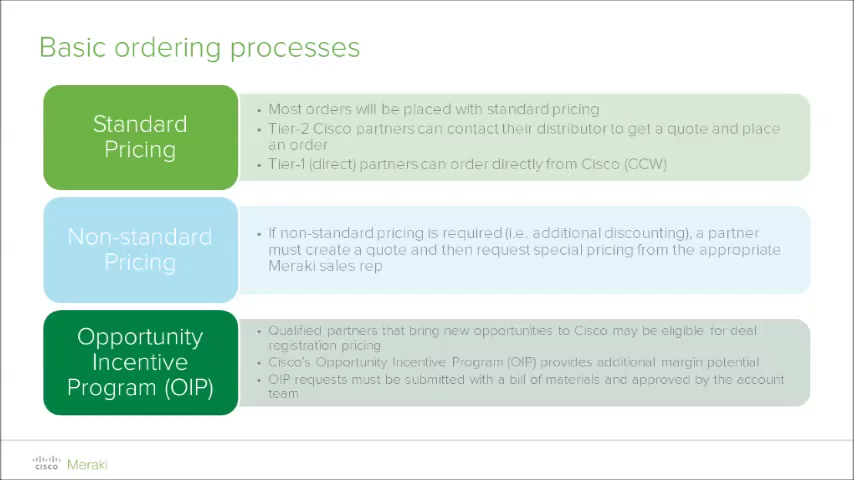 Basic ordering processes
Standard
Pricing
• Most orders will be placed with standard pricing
• Tier-2 Cisco partners can contact their distributor to get a quote and place
an order
• Tier-1 (direct) partners can order directly from Cisco (CCW)
Non-standard
Pricing
• If non-standard pricing is required (i.e. additional discounting), a partner
must create a quote and then request special pricing from the appropriate
Meraki sales rep
Opportunity
Incentive
Program (OIP)
• Qualified partners that bring new opportunities to Cisco may be eligible for deal
registration pricing
• Cisco's Opportunity Incentive Program (OIP) provides additional margin potential
• OIP requests must be submitted with a bill of materials and approved by the account
team
CISCO Meraki